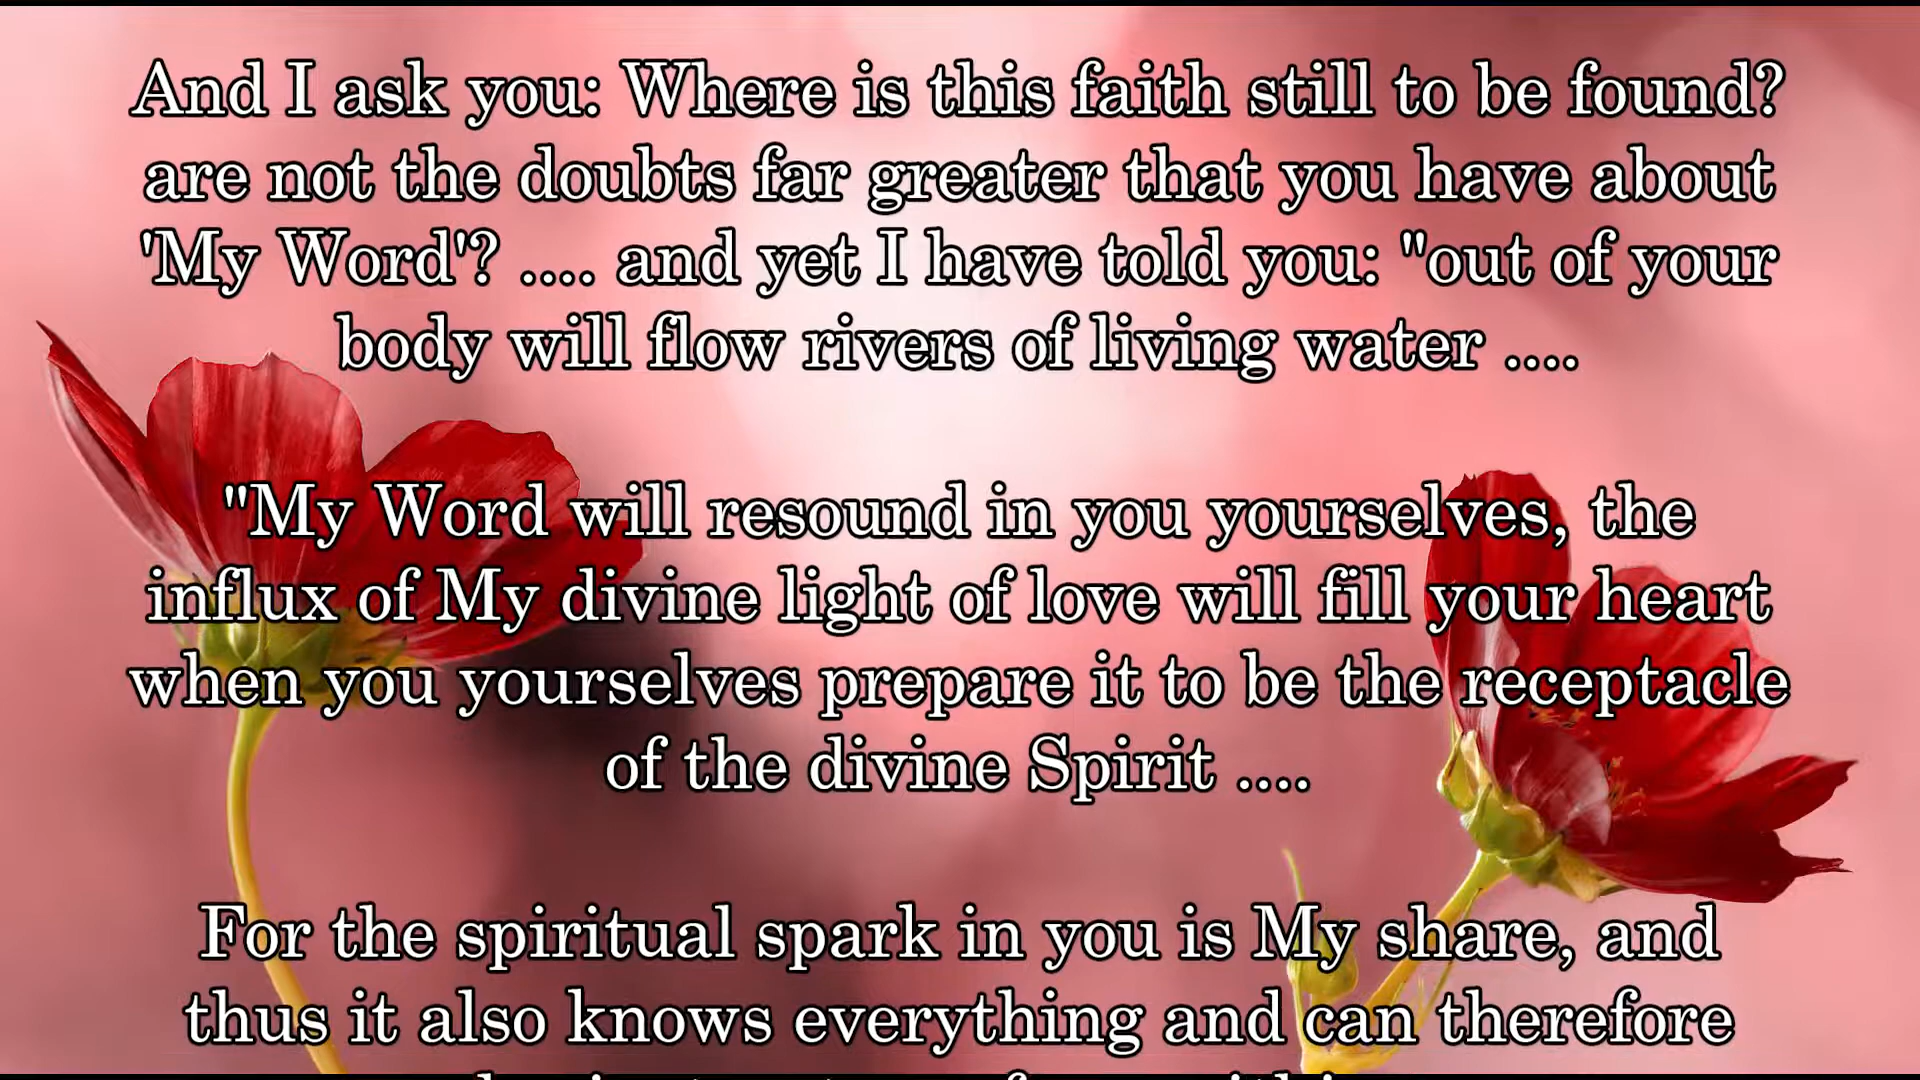 And I ask you: Where is this faith still to be found?
are not the doubts far greater that you have about
'My Word'? .... and yet I have told you: "out of your
body will flow rivers of living water ....
"My Word will resound in you yourselves, the
influx of My divine light of love will fill your heart
when you yourselves prepare it to be the receptacle
of the divine Spirit ....
For the spiritual spark in you is My share, and
thus it also knows everything and can therefore